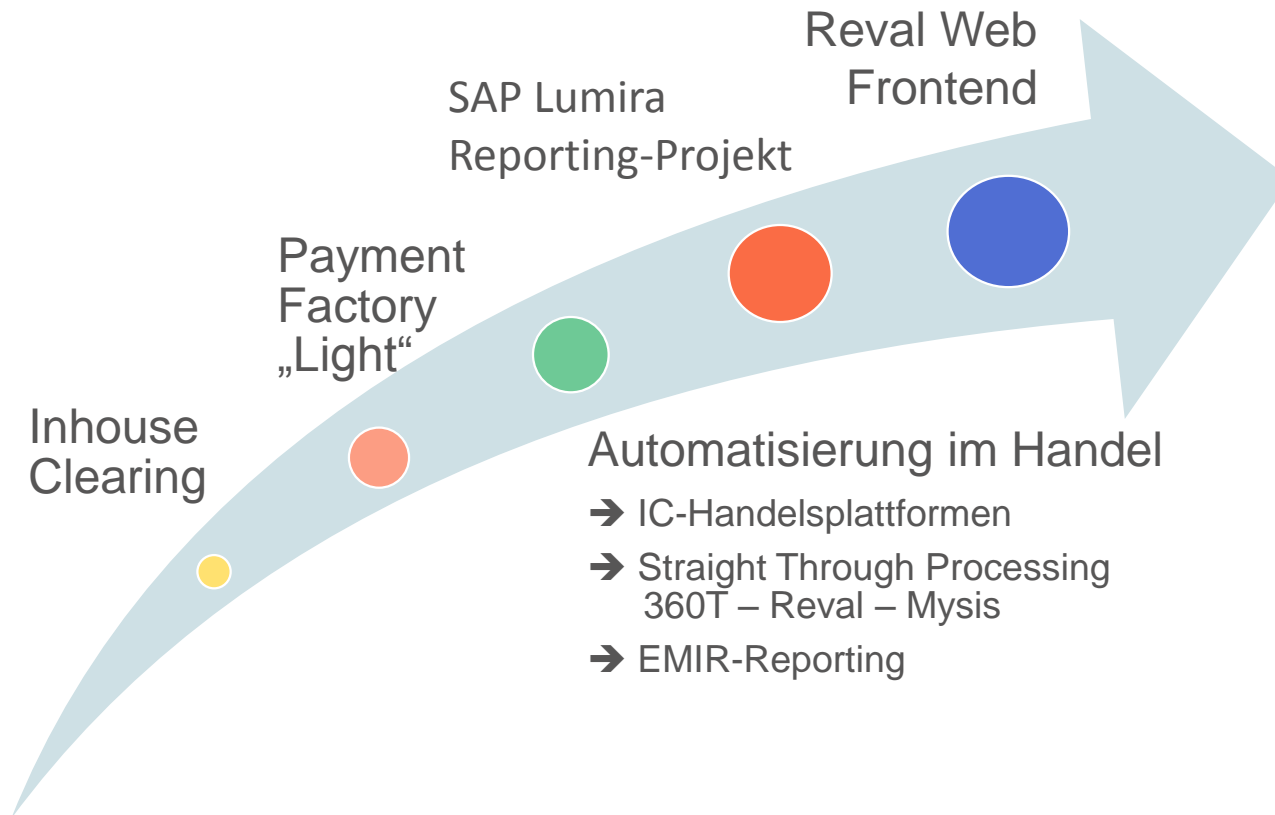 Reval Web
Frontend
SAP Lumira
Reporting-Projekt
Payment
Factory
„Light“
Inhouse
Clearing
Automatisierung im Handel
➔ IC-Handelsplattformen
➔ Straight Through Processing
360T – Reval – Mysis
➔ EMIR-Reporting